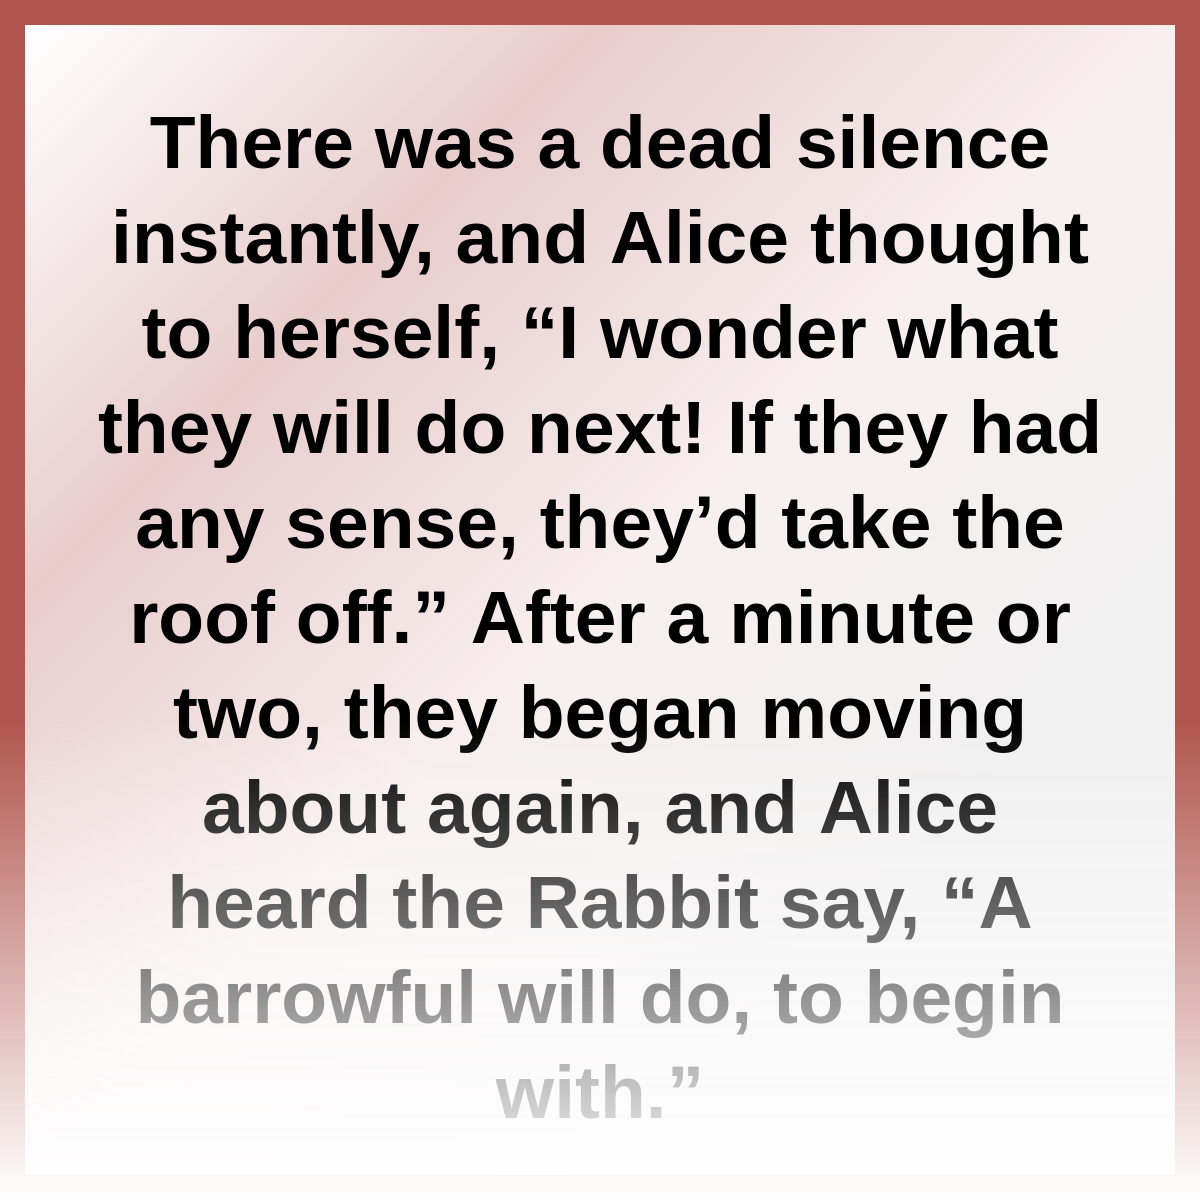 There was a dead silence
instantly, and Alice thought
to herself, “I wonder what
they will do next! If they had
any sense, they’d take the
roof off.” After a minute or
two, they began moving
about again, and Alice
heard the Rabbit say, “A
barrowful will do, to begin
with.”